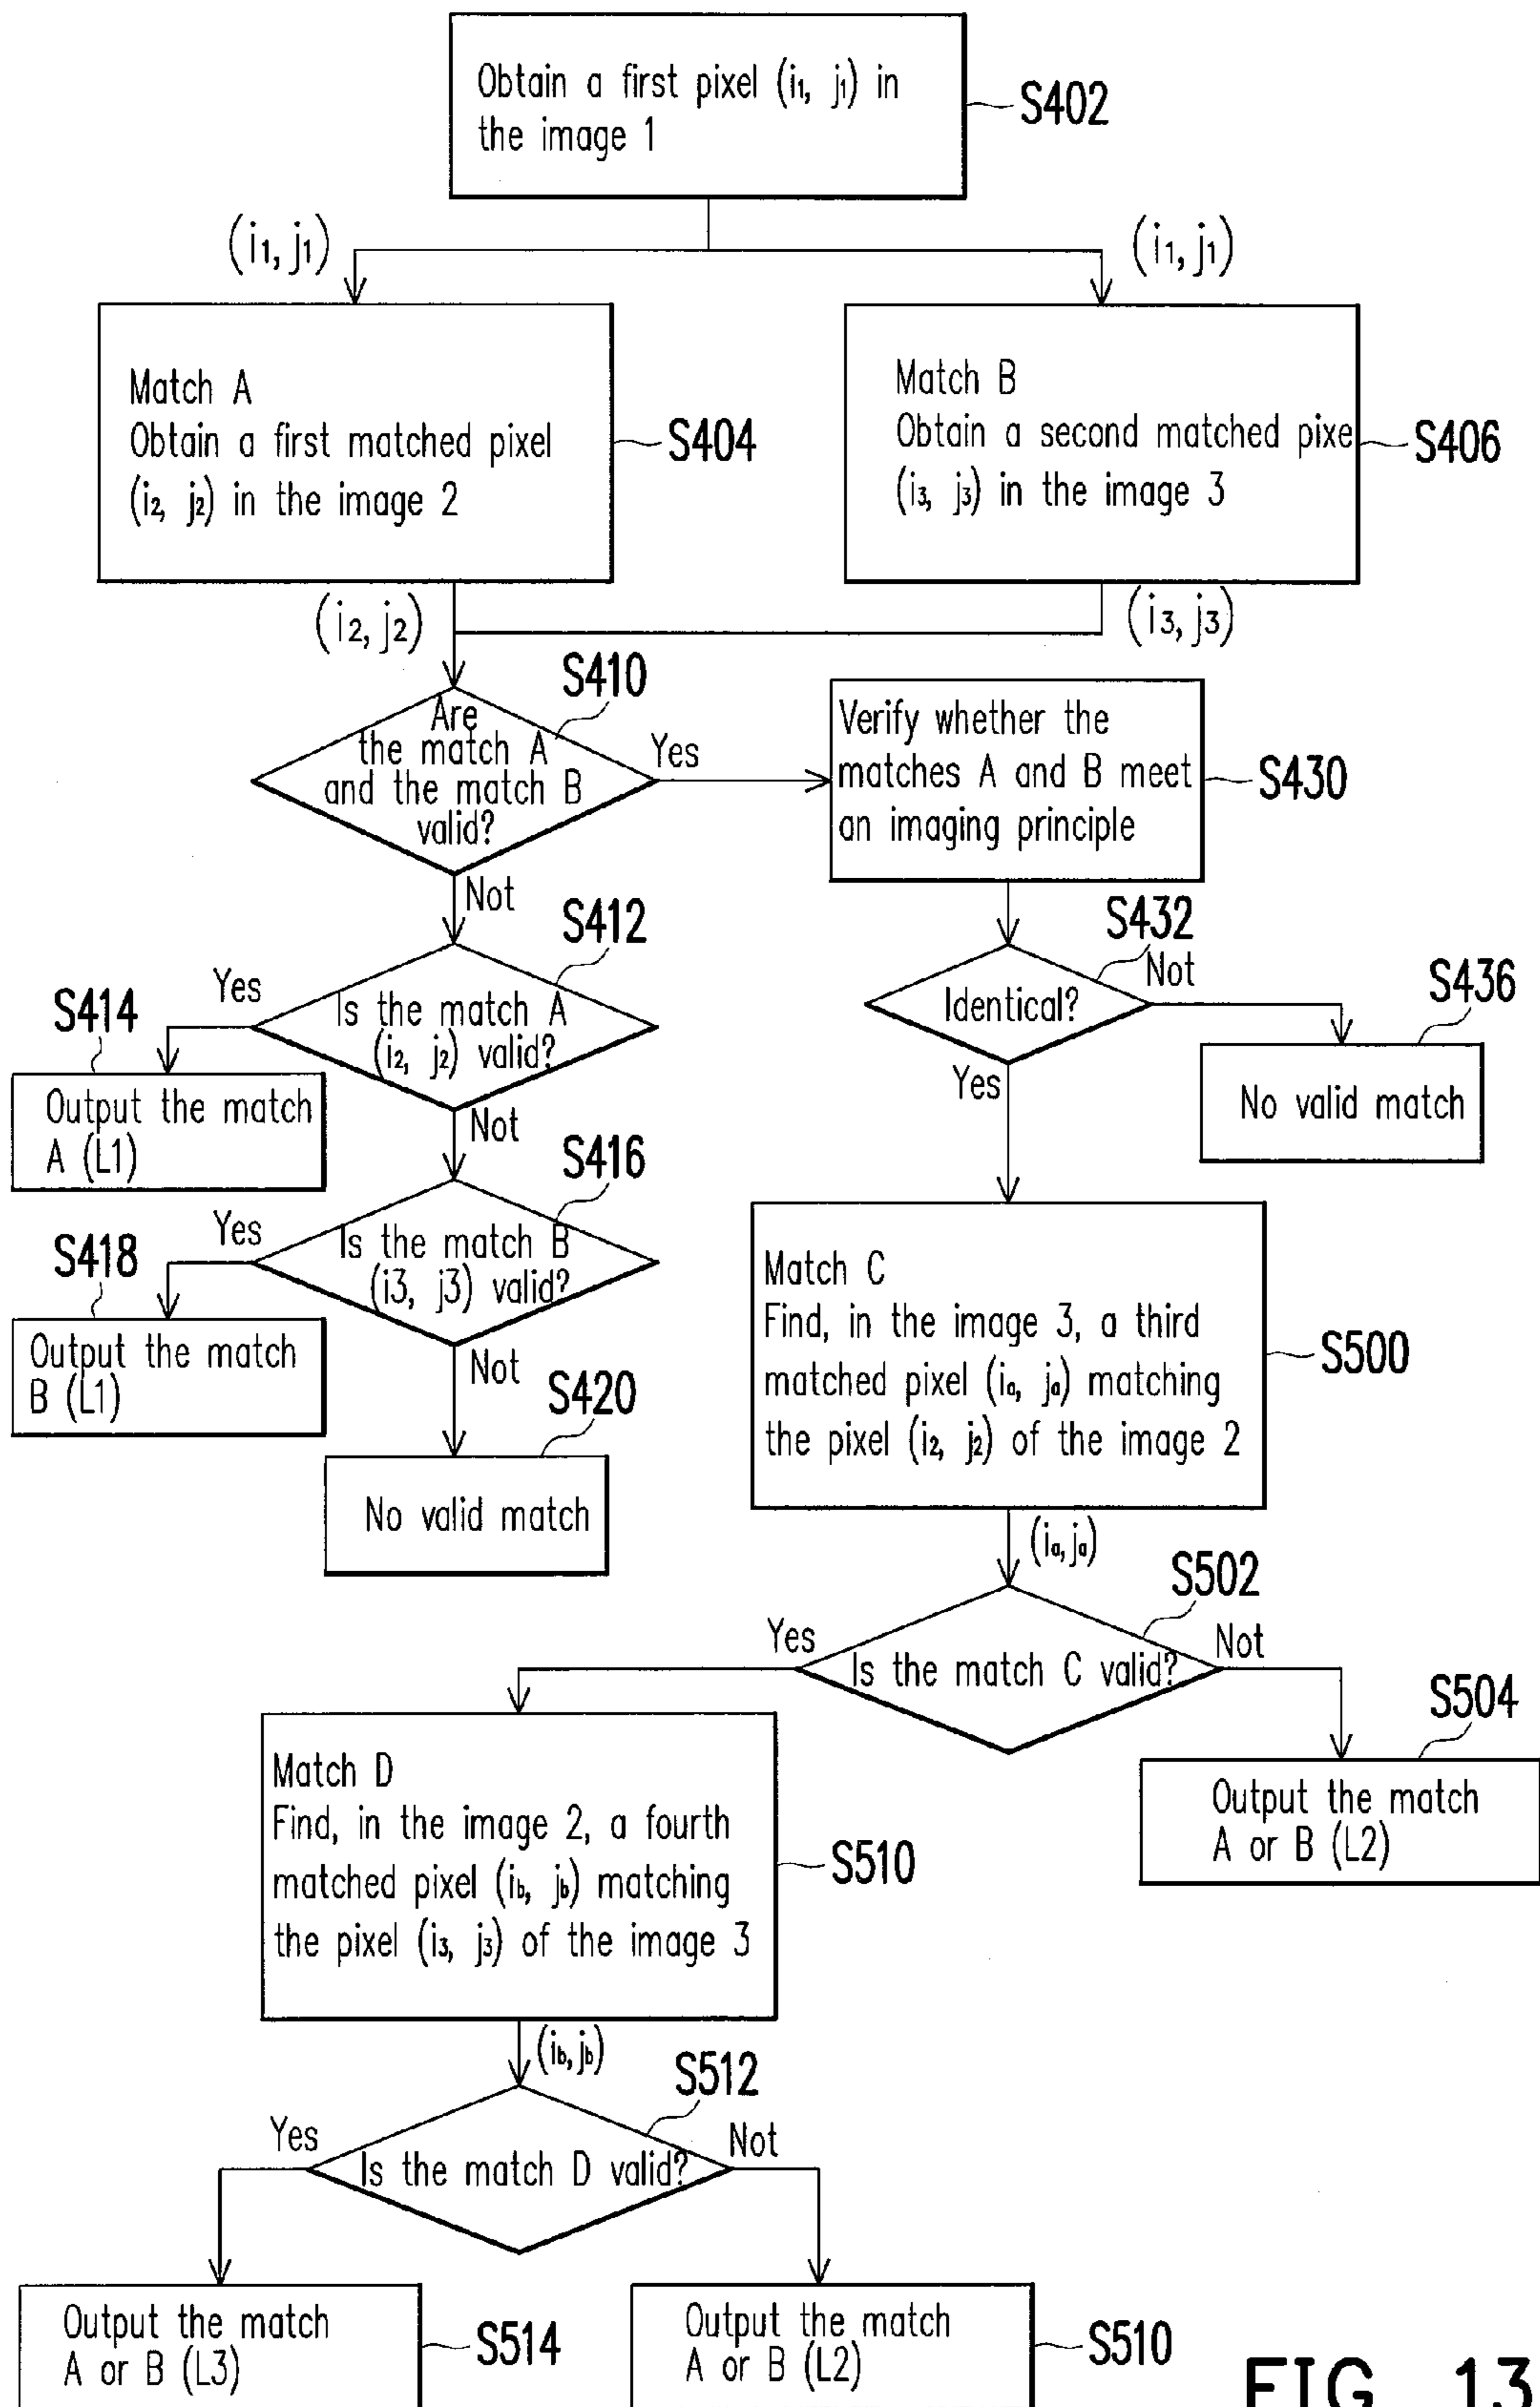 Obtain a first pixel (i1, j1) in
the image 1
S402
(i1, j1)
(i1, j1)
Match A
Obtain a first matched pixel
(i2, j2) in the image 2
S404
Match B
Obtain a second matched pixe
(i3, j3) in the image 3
S406
(i2, j2)
(i3, j3)
S410
Are
the match A
and the match B
valid?
Yes
Verify whether the
matches A and B meet
an imaging principle
S430
Not
S412
Is the match A
(i2, j2) valid?
Yes
S414
Output the match
A (L1)
Not
S432
Identical?
Not
S436
No valid match
Yes
S416
Is the match B
(i3, j3) valid?
Yes
S418
Output the match
B (L1)
Not
S420
No valid match
Match C
Find, in the image 3, a third
matched pixel (ia, ja) matching
the pixel (i2, j2) of the image 2
S500
(ia, ja)
S502
Is the match C valid?
Yes
Not
S504
Output the match
A or B (L2)
Match D
Find, in the image 2, a fourth
matched pixel (ib, jb) matching
the pixel (i3, j3) of the image 3
S510
(ib, jb)
S512
Is the match D valid?
Yes
Not
Output the match
A or B (L3)
S514
Output the match
A or B (L2)
S510
FIG. 13